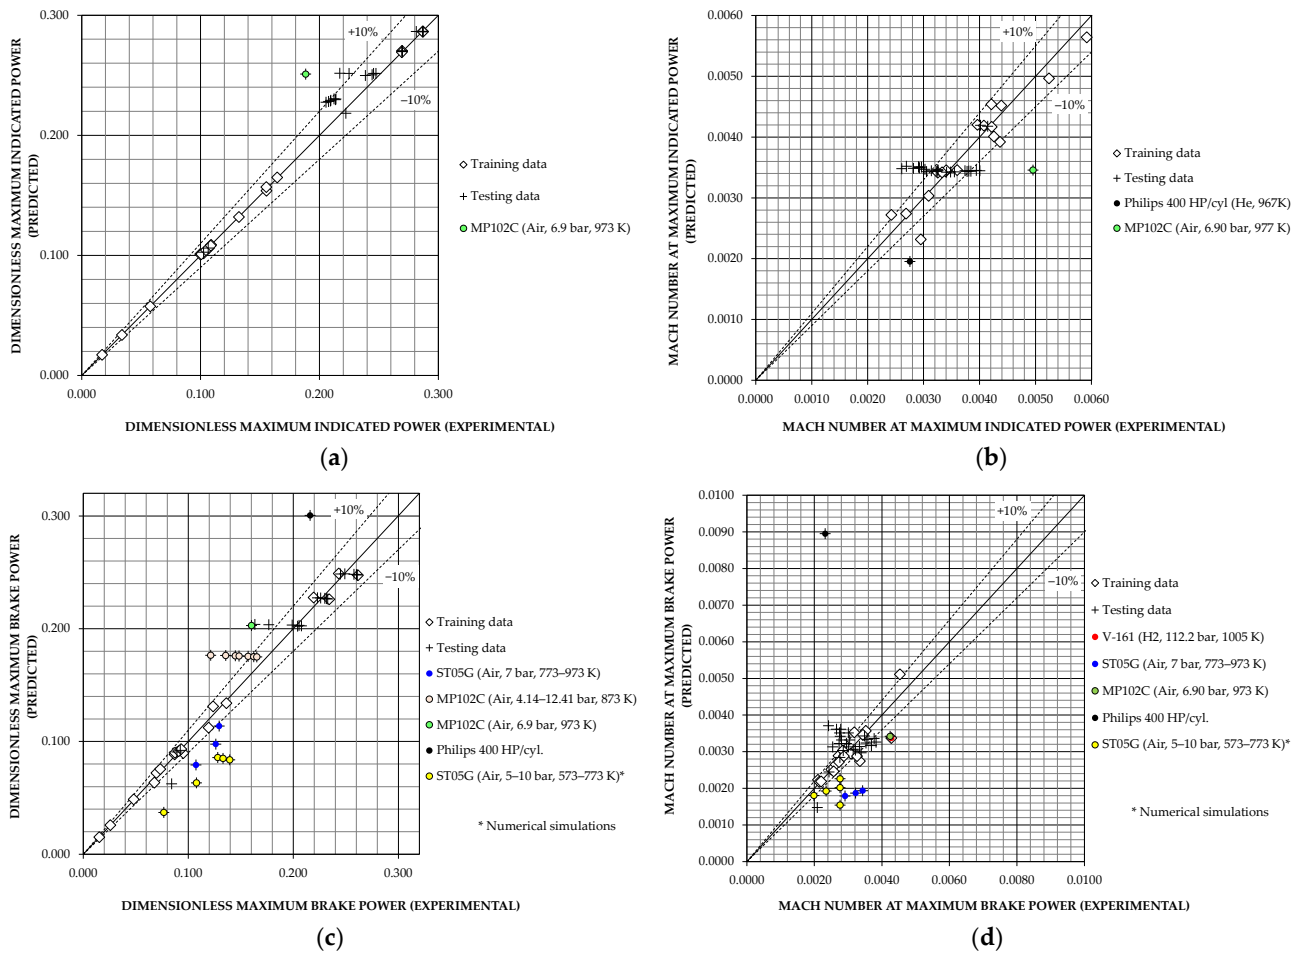 DIMENSIONLESS MAXIMUM INDICATED POWER
(PREDICTED)
0.300
0.200
0.100
0.000
0.000
0.100
0.200
0.300
+10%
−10%
Training data
Testing data
MP102C (Air, 6.9 bar, 973 K)
DIMENSIONLESS MAXIMUM INDICATED POWER (EXPERIMENTAL)
(a)
MACH NUMBER AT MAXIMUM INDICATED POWER
(PREDICTED)
0.0060
0.0050
0.0040
0.0030
0.0020
0.0010
0.0000
0.0000
0.0010
0.0020
0.0030
0.0040
0.0050
0.0060
+10%
−10%
Training data
Testing data
Philips 400 HP/cyl (He, 967K)
MP102C (Air, 6.90 bar, 977 K)
MACH NUMBER AT MAXIMUM INDICATED POWER (EXPERIMENTAL)
(b)
DIMENSIONLESS MAXIMUM BRAKE POWER
(PREDICTED)
0.300
0.200
0.100
0.000
0.000
0.100
0.200
0.300
+10%
−10%
Training data
Testing data
ST05G (Air, 7 bar, 773–973 K)
MP102C (Air, 4.14–12.41 bar, 873 K)
MP102C (Air, 6.9 bar, 973 K)
Philips 400 HP/cyl.
ST05G (Air, 5–10 bar, 573–773 K)*
* Numerical simulations
DIMENSIONLESS MAXIMUM BRAKE POWER (EXPERIMENTAL)
(c)
MACH NUMBER AT MAXIMUM BRAKE POWER
(PREDICTED)
0.0100
0.0090
0.0080
0.0070
0.0060
0.0050
0.0040
0.0030
0.0020
0.0010
0.0000
0.0000
0.0020
0.0040
0.0060
0.0080
0.0100
+10%
−10%
Training data
Testing data
V-161 (H2, 112.2 bar, 1005 K)
ST05G (Air, 7 bar, 773–973 K)
MP102C (Air, 6.90 bar, 973 K)
Philips 400 HP/cyl.
ST05G (Air, 5–10 bar, 573–773 K)*
* Numerical simulations
MACH NUMBER AT MAXIMUM BRAKE POWER (EXPERIMENTAL)
(d)